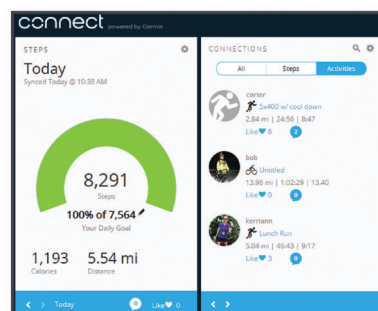 connect powered by Garmin
STEPS
Today
Synced Today @ 10:38 AM
8,291
Steps
100% of 7,564
Your Daily Goal
1,193
Calories
5.54 mi
Distance
Today
0
Like 0
CONNECTIONS
All
Steps
Activities
carter
5x400 w/ cool down
2.84 mi | 24:56 | 8:47
Like 6
2
bob
Untitled
13.96 mi | 1:02:29 | 13.40
Like 0
0
kerriann
Lunch Run
5.04 mi | 46:43 | 9:17
Like 3
0